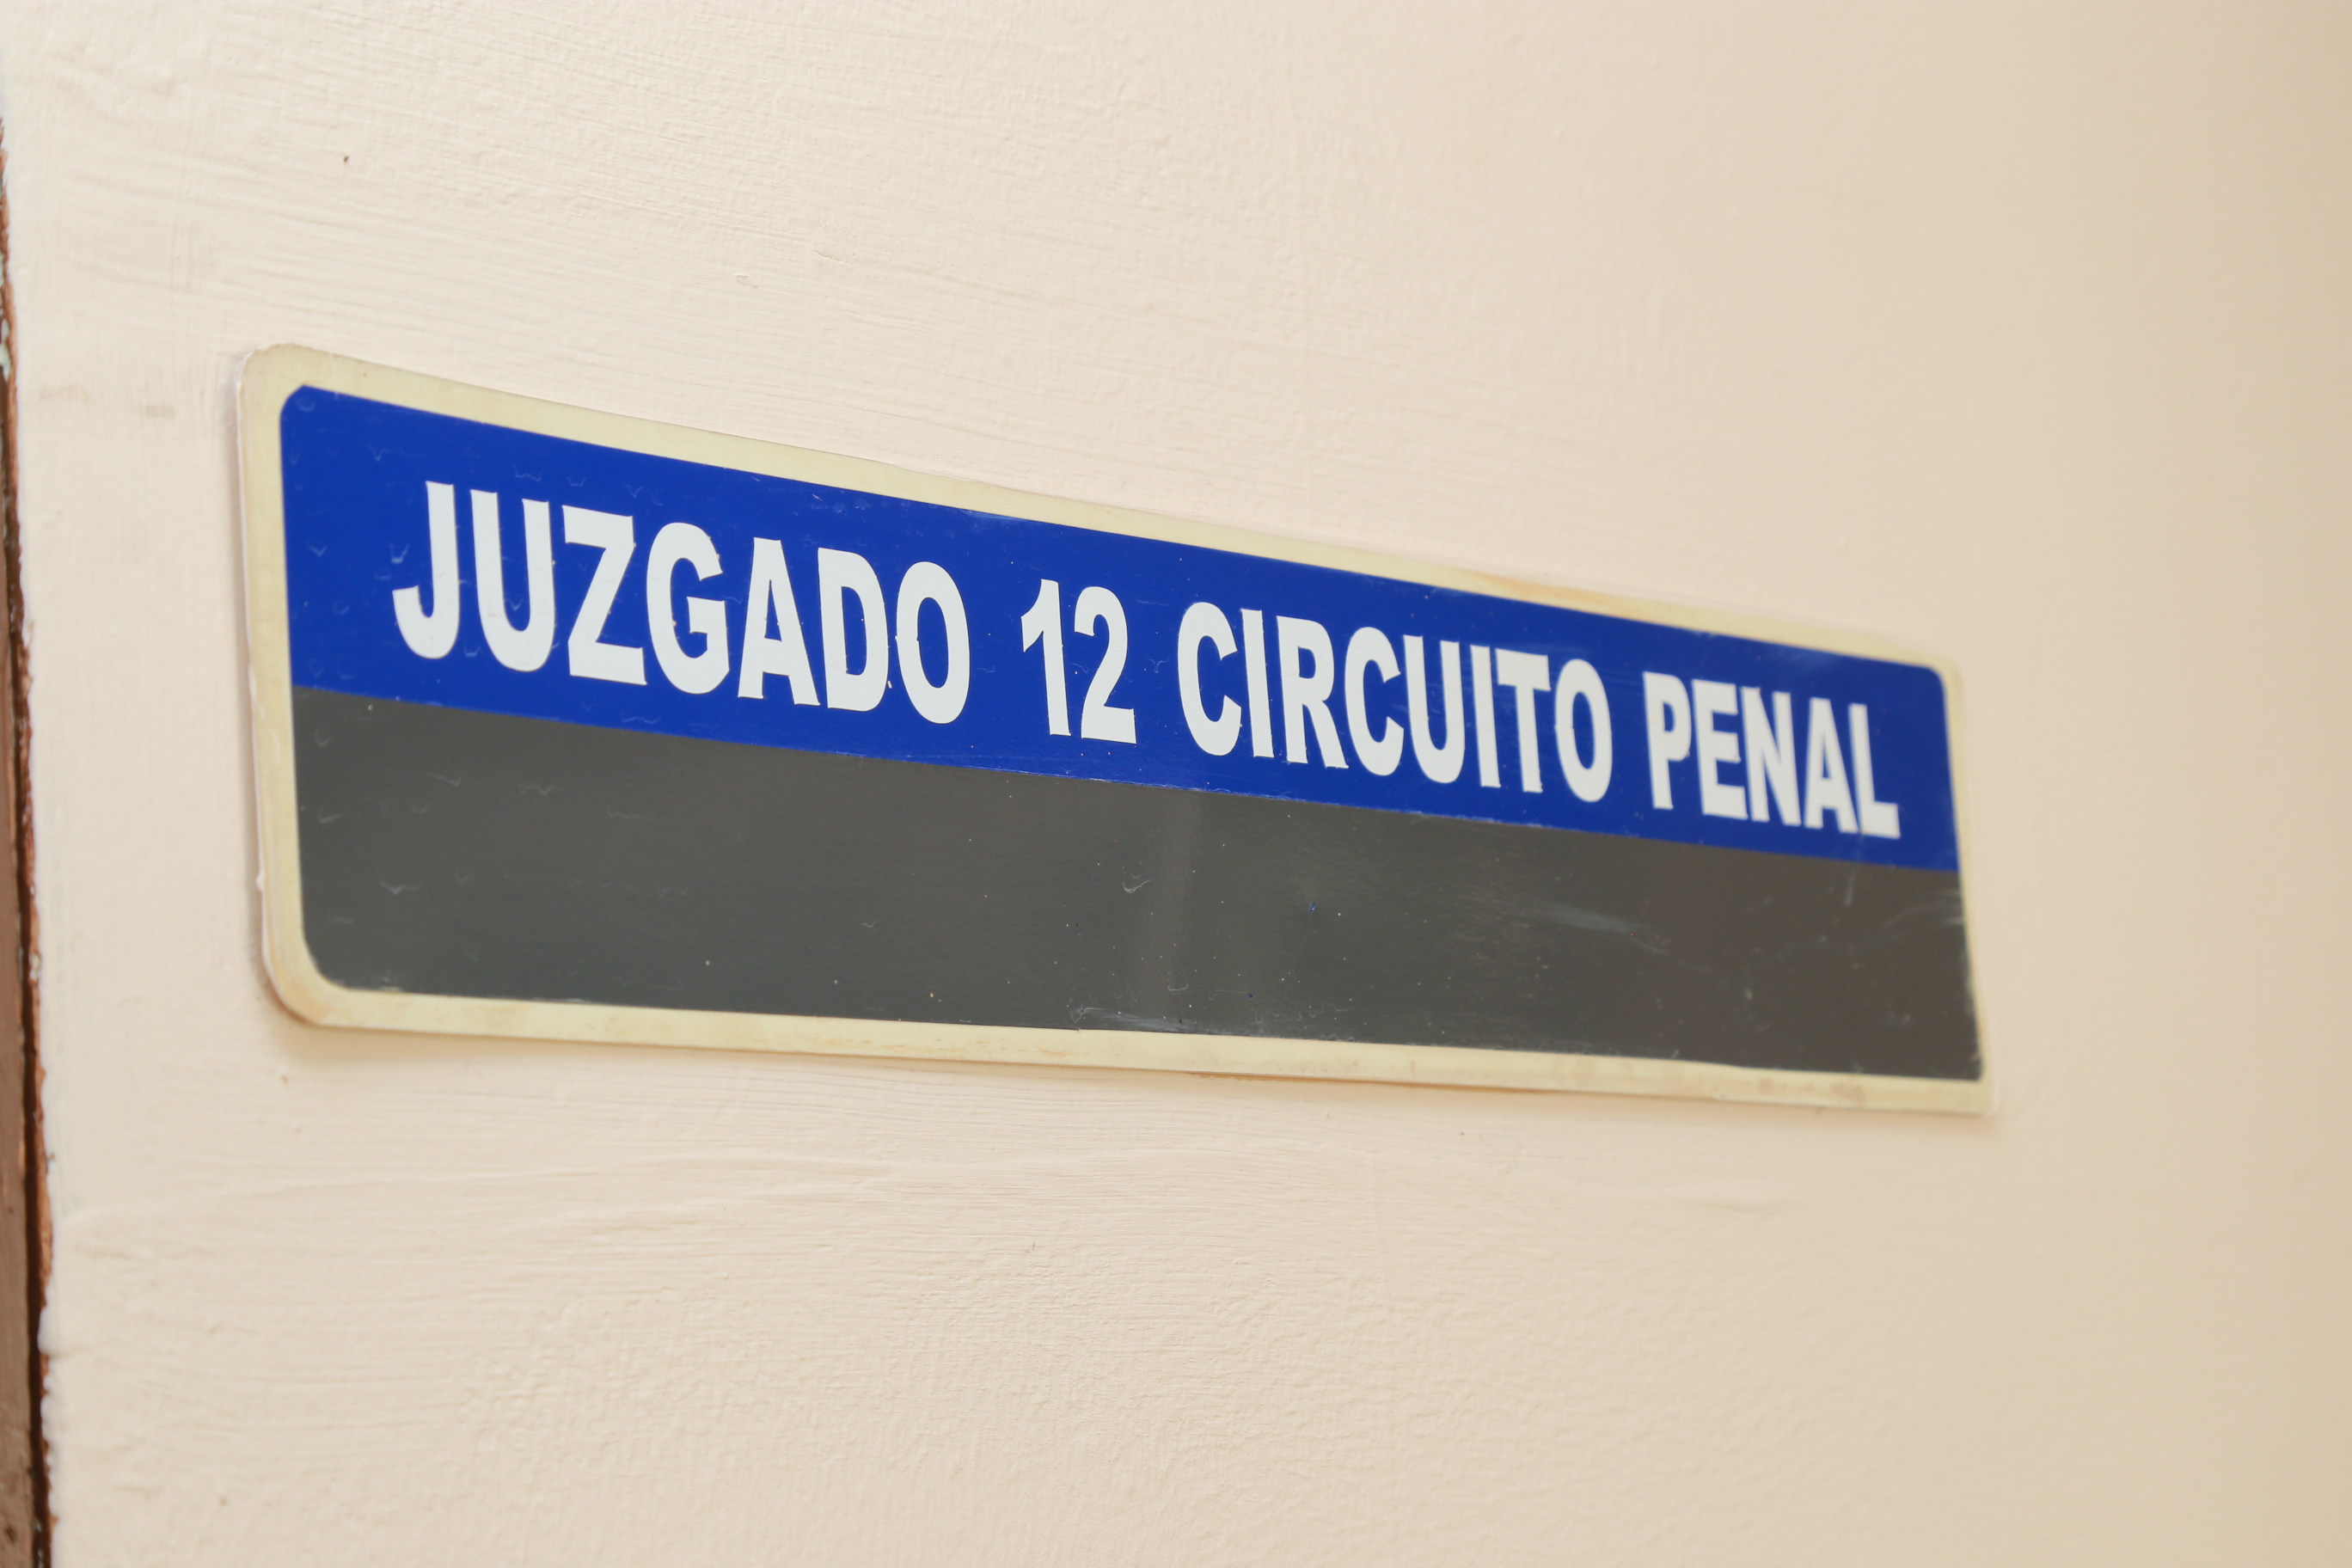 JUZGADO 12 CIRCUITO PENAL